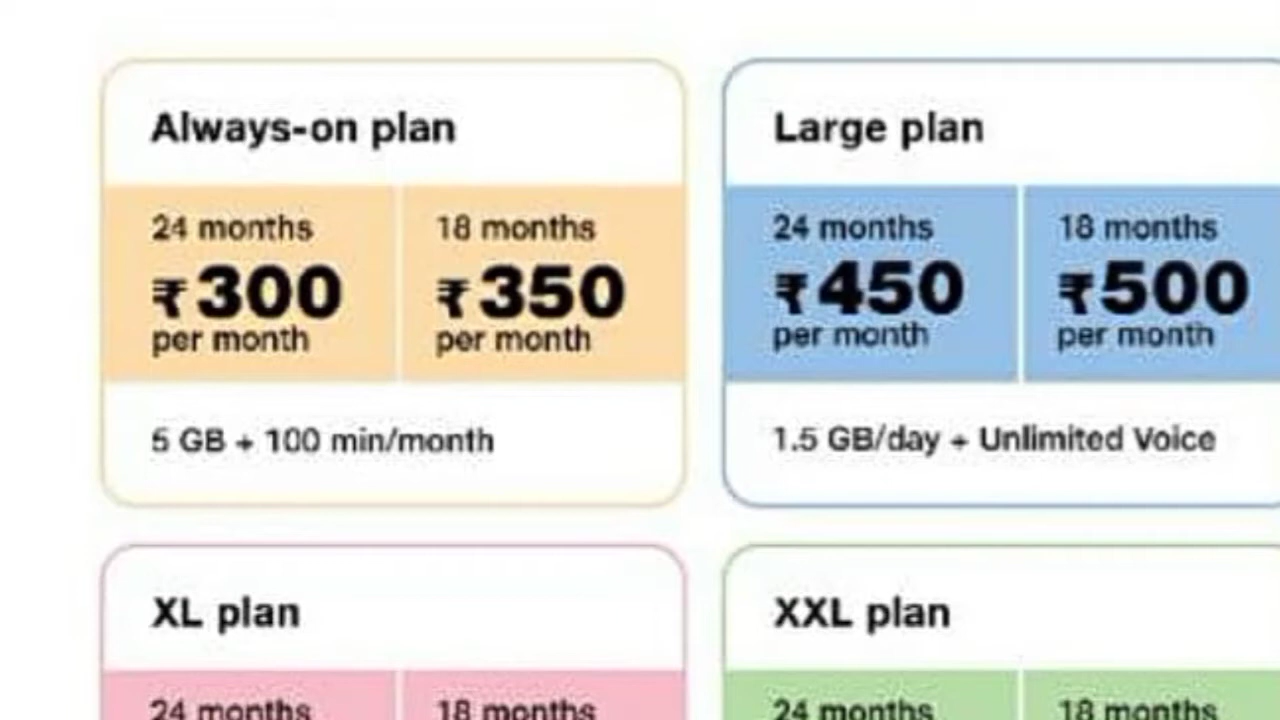 Always-on plan
24 months
₹300
per month
18 months
₹350
per month
5 GB + 100 min/month
Large plan
24 months
₹450
per month
18 months
₹500
per month
1.5 GB/day + Unlimited Voice
XL plan
24 months
18 months
XXL plan
24 months
18 months